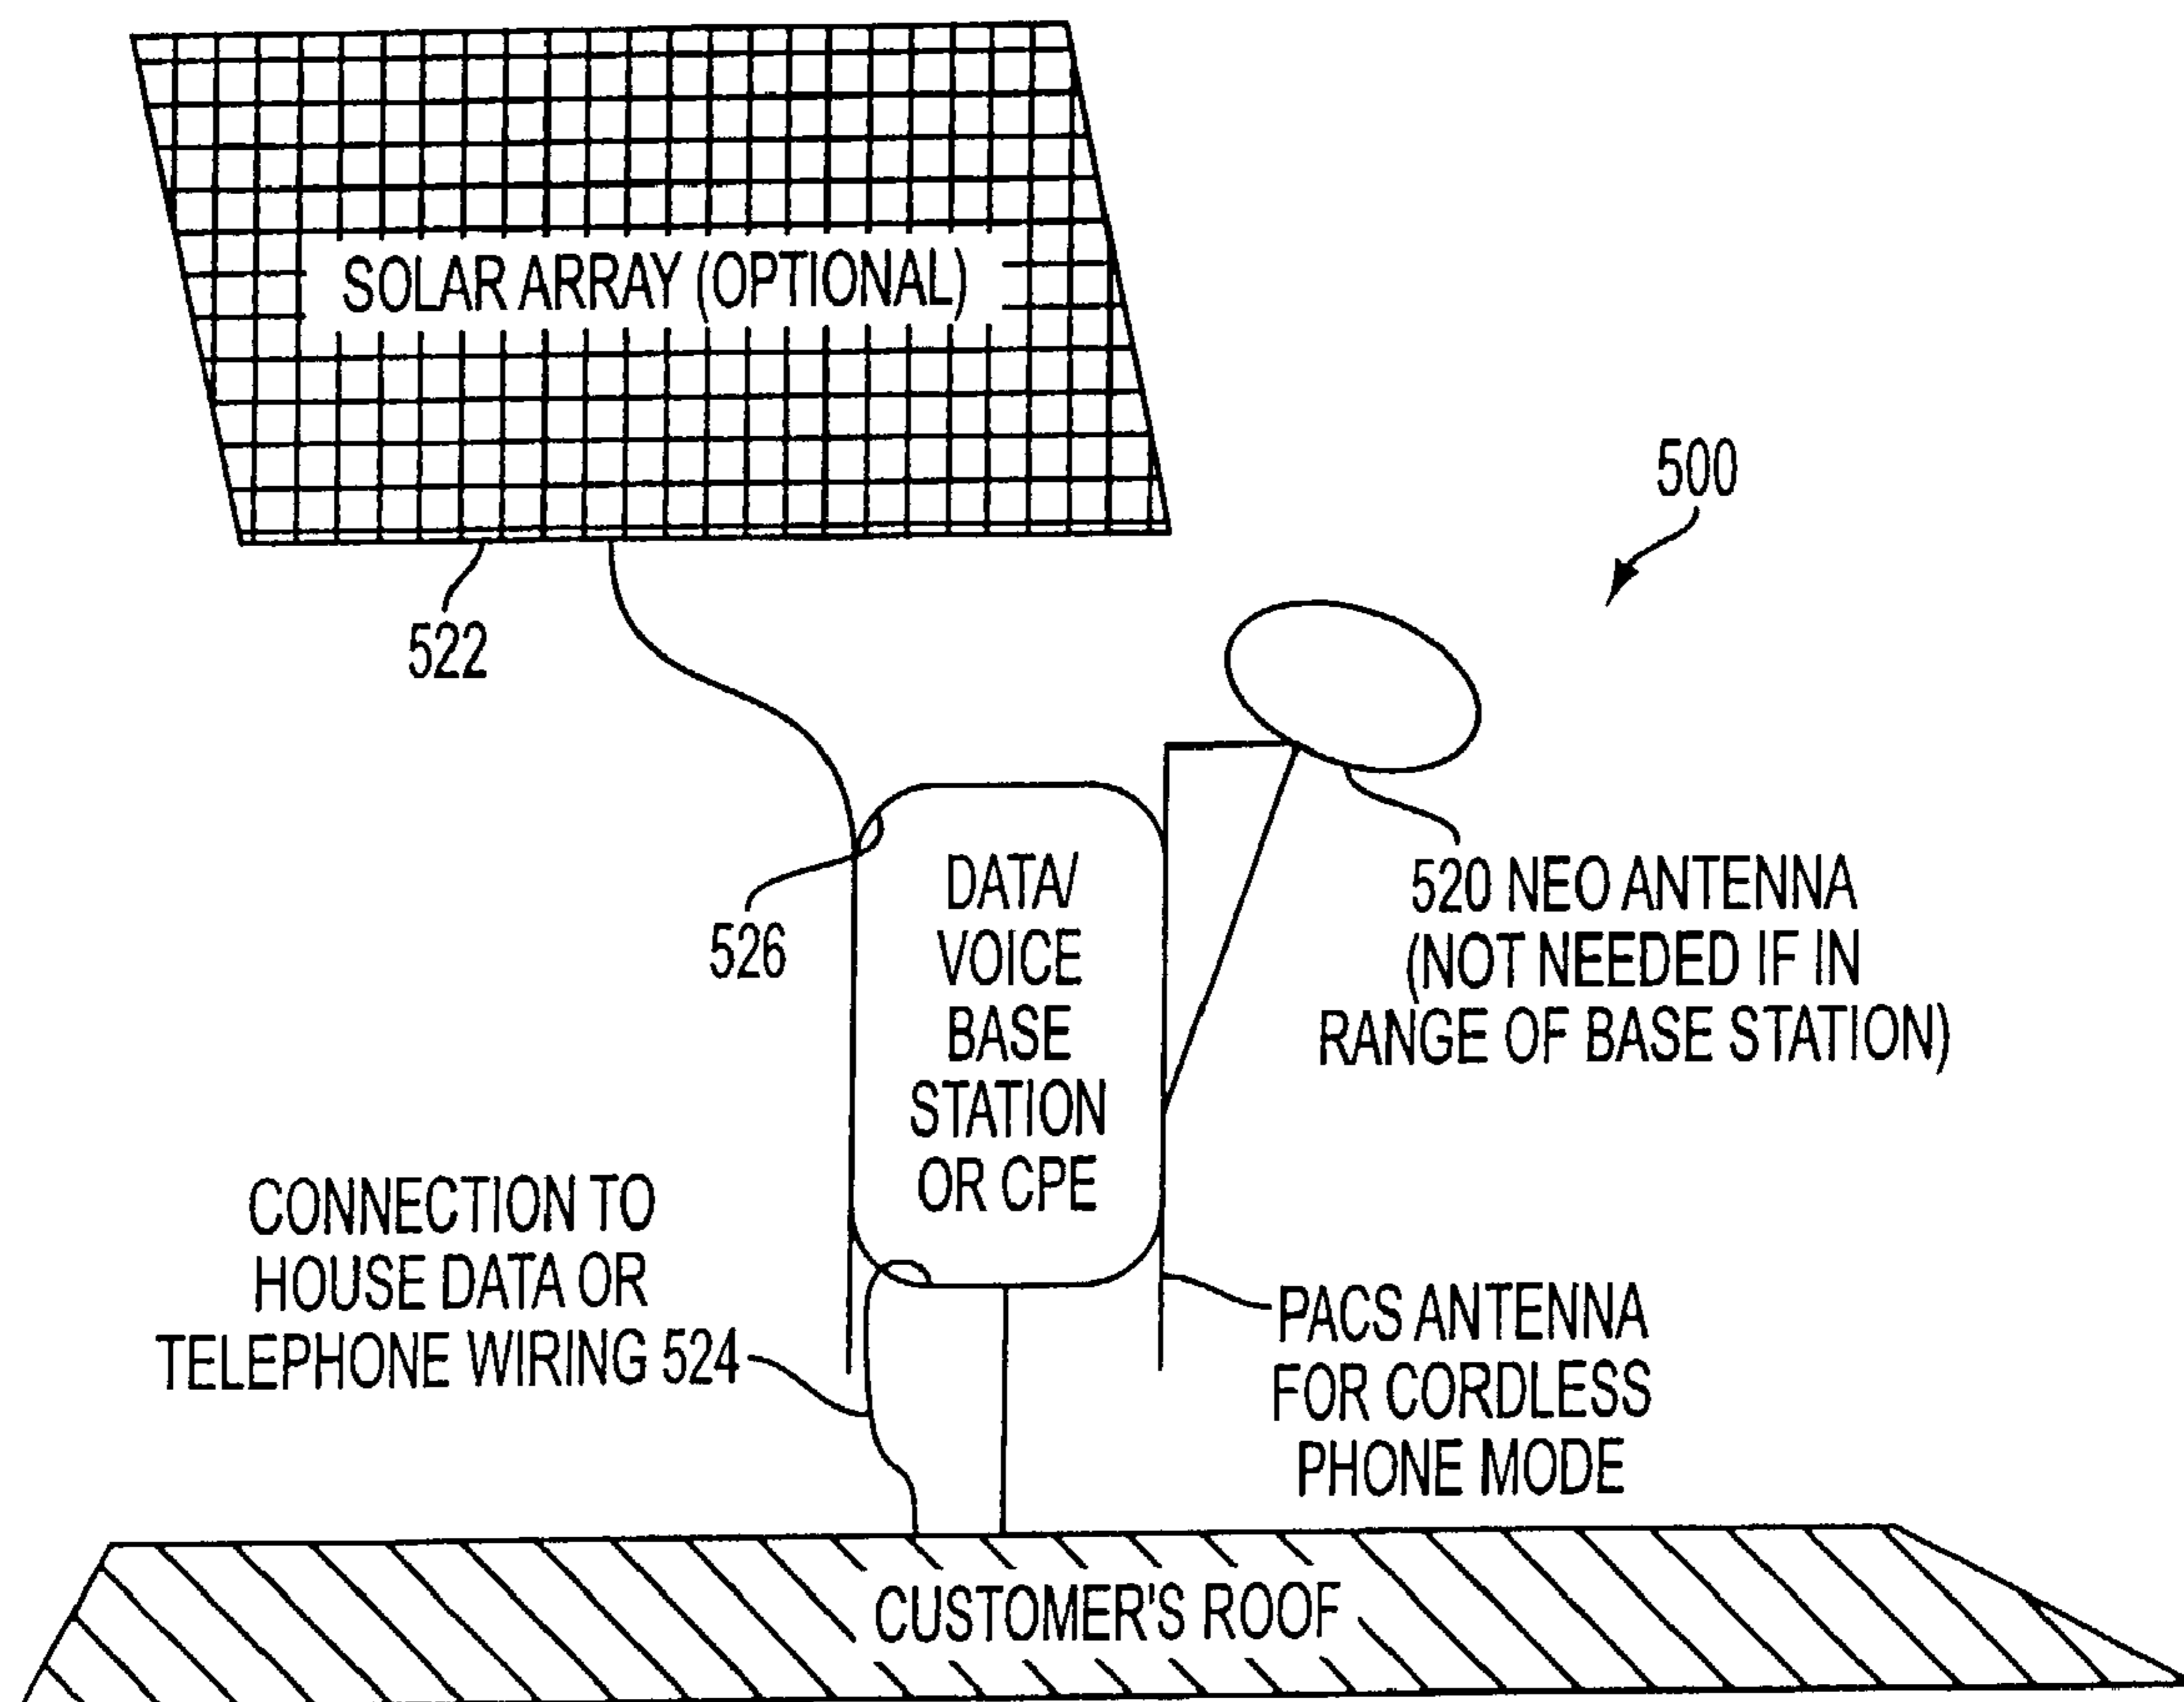 SOLAR ARRAY (OPTIONAL)
500
522
526
DATA/
VOICE
BASE
STATION
OR CPE
520 NEO ANTENNA
(NOT NEEDED IF IN
RANGE OF BASE STATION)
CONNECTION TO
HOUSE DATA OR
TELEPHONE WIRING 524
PACS ANTENNA
FOR CORDLESS
PHONE MODE
CUSTOMER'S ROOF